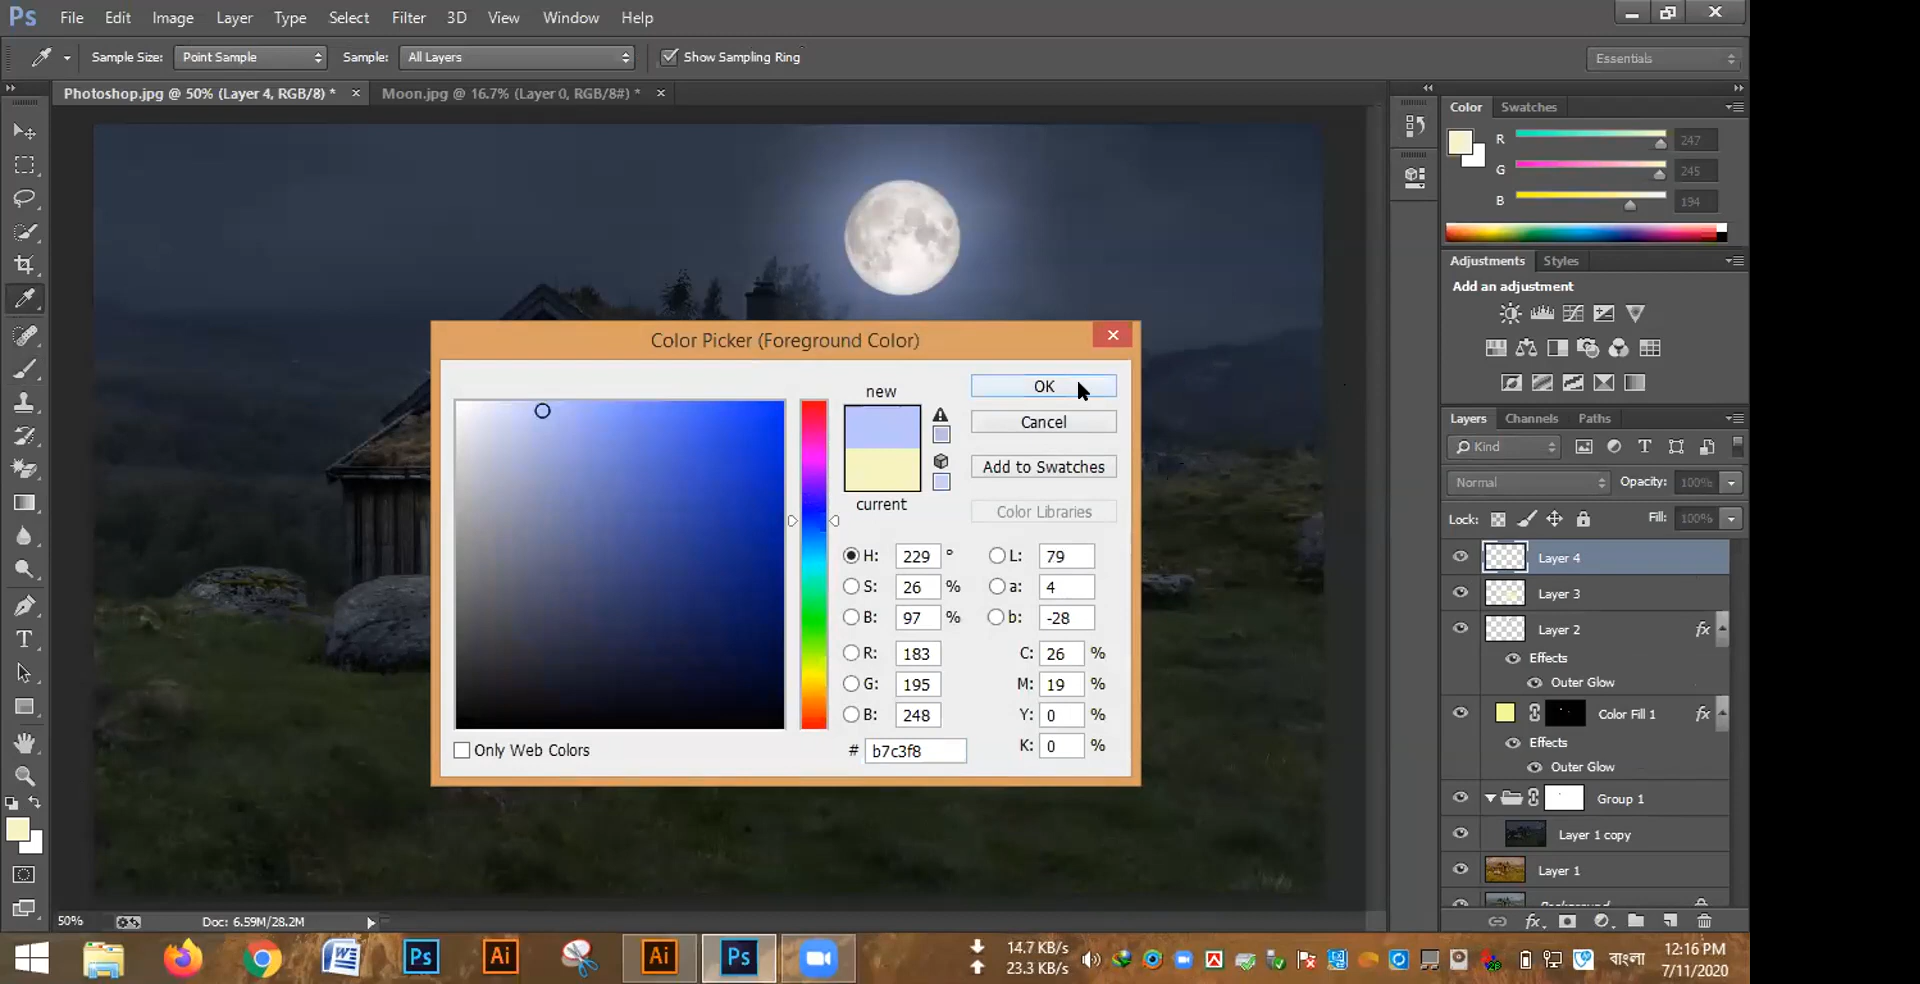 Ps File Edit Image Layer Type Select Filter 3D View Window Help
Sample Size: Point Sample Sample: All Layers Show Sampling Ring Essentials
Photoshop.jpg @ 50% (Layer 4, RGB/8) * × Moon.jpg @ 16.7% (Layer 0, RGB/8#) * ×
Color Swatches
R 247
G 245
B 194
Adjustments Styles
Add an adjustment
Color Picker (Foreground Color)
new
current
OK
Cancel
Add to Swatches
Color Libraries
H: 229 ° L: 79
S: 26 % a: 4
B: 97 % b: -28
R: 183 C: 26 %
G: 195 M: 19 %
B: 248 Y: 0 %
# b7c3f8 K: 0 %
Only Web Colors
Layers Channels Paths
Kind
Normal Opacity: 100%
Lock: Fill: 100%
Layer 4
Layer 3
Layer 2 fx
Effects
Outer Glow
Color Fill 1 fx
Effects
Outer Glow
Group 1
Layer 1 copy
Layer 1
Background
50% Doc: 6.59M/28.2M
fx
Ps Ai Ai Ps
14.7 KB/s
23.3 KB/s
বাংলা
12:16 PM
7/11/2020